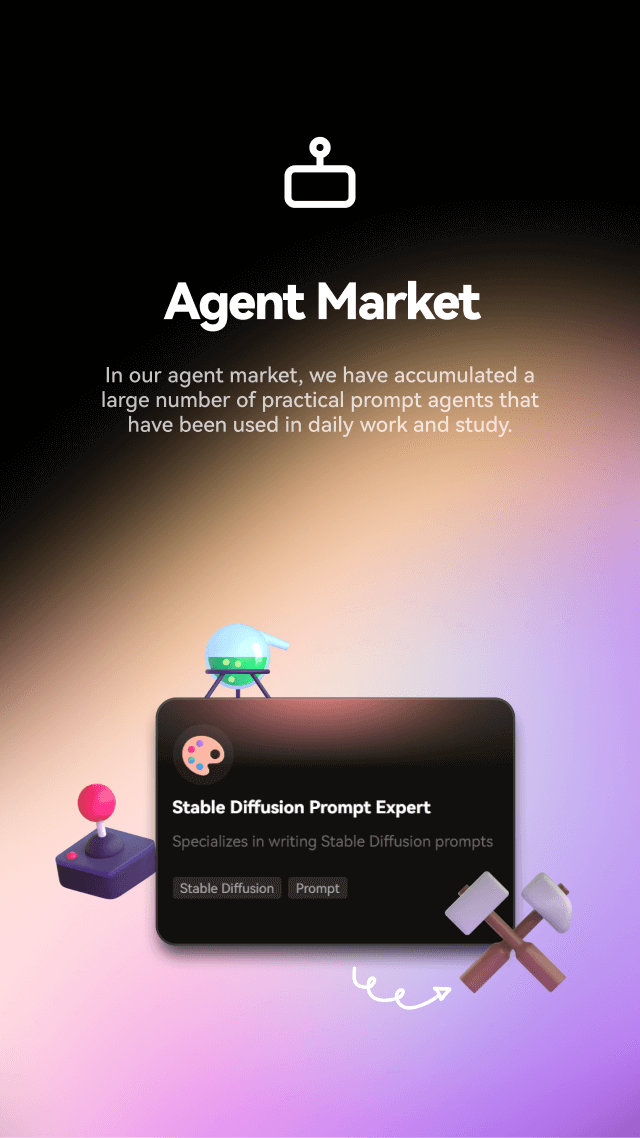 Agent Market
In our agent market, we have accumulated a
large number of practical prompt agents that
have been used in daily work and study.
Stable Diffusion Prompt Expert
Specializes in writing Stable Diffusion prompts
Stable Diffusion
Prompt